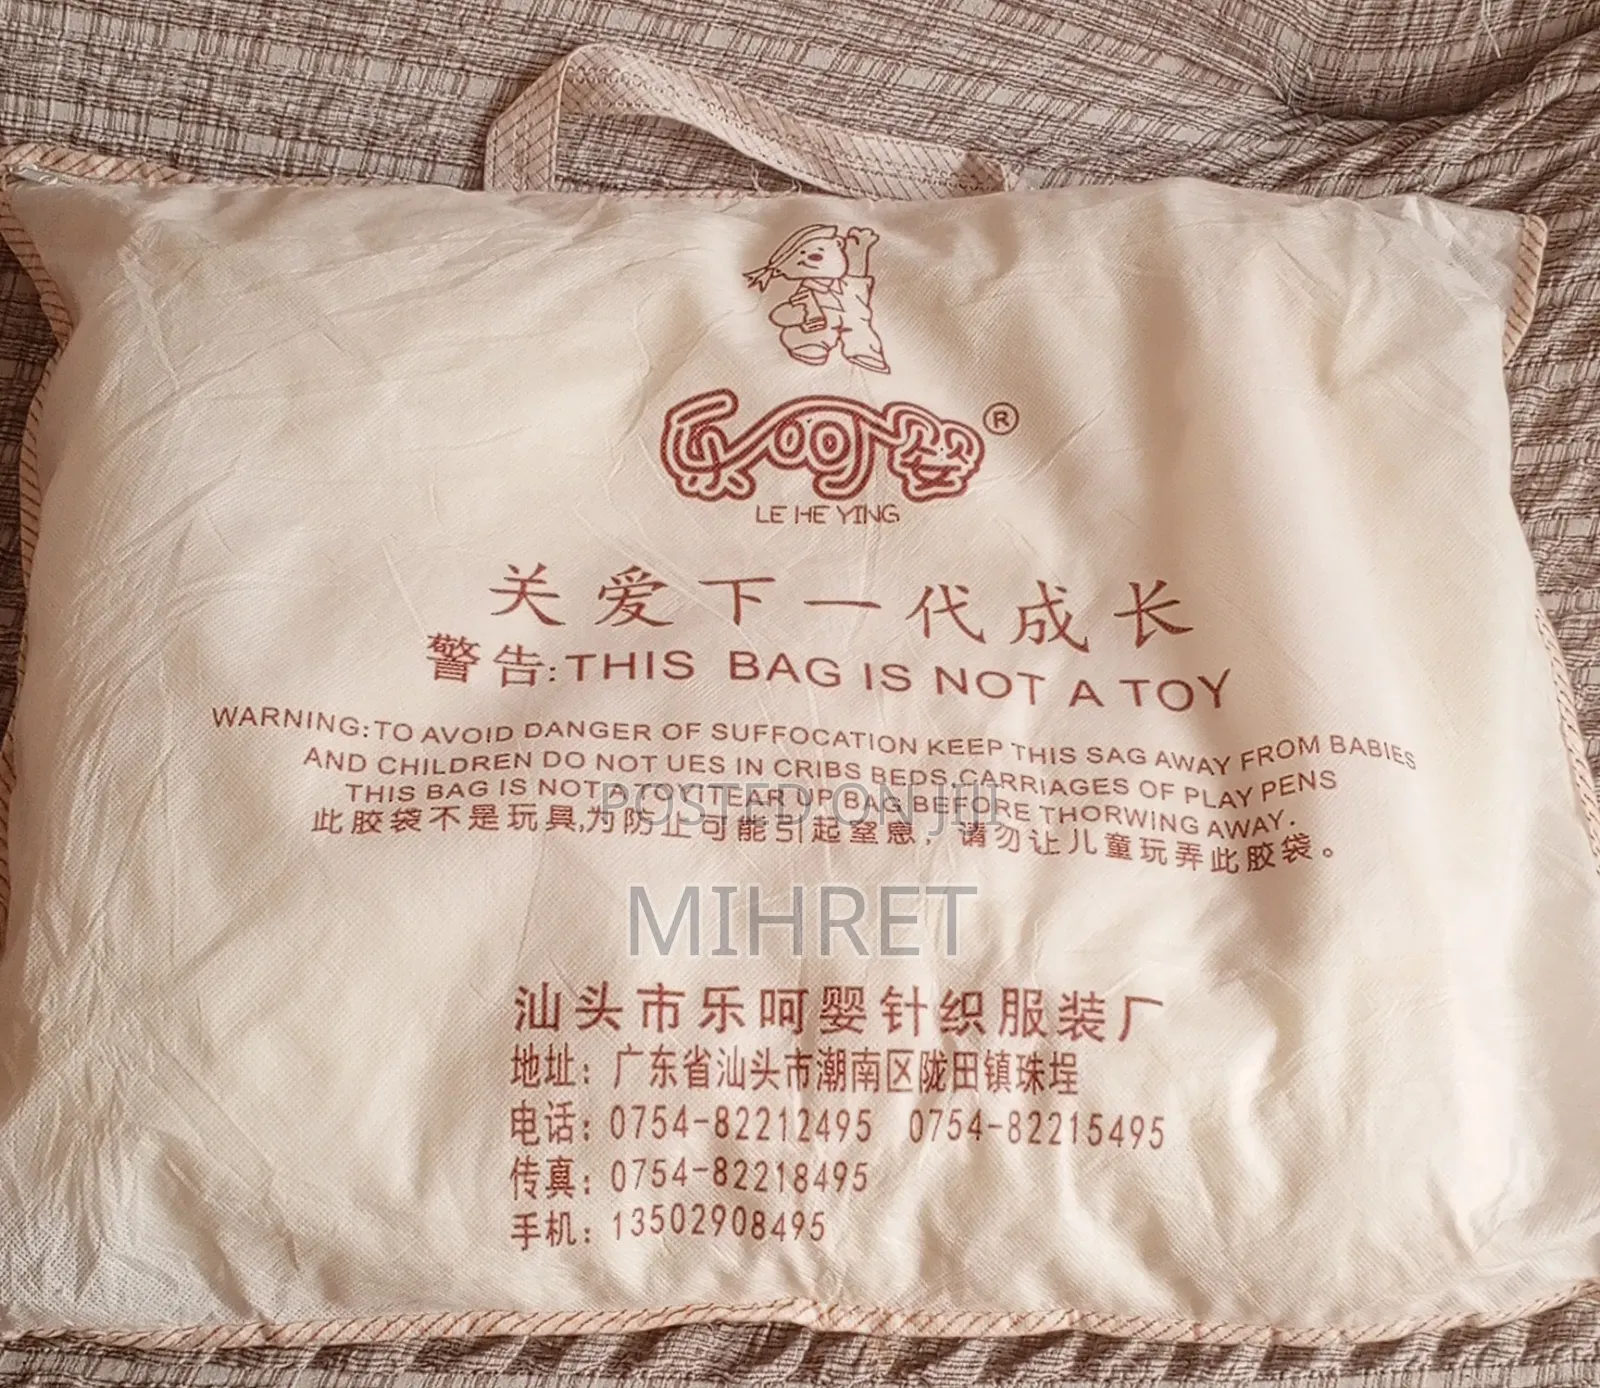 乐呵婴®
LE HE YING
关爱下一代成长
警告:THIS BAG IS NOT A TOY
WARNING:TO AVOID DANGER OF SUFFOCATION KEEP THIS SAG AWAY FROM BABIES
AND CHILDREN DO NOT UES IN CRIBS BEDS.CARRIAGES OF PLAY PENS
THIS BAG IS NOT A TOY!TEAR UP BAG BEFORE THORWING AWAY.
POSTED ON JIJI
此胶袋不是玩具,为防止可能引起窒息，请勿让儿童玩弄此胶袋。
MIHRET
汕头市乐呵婴针织服装厂
地址：广东省汕头市潮南区陇田镇珠埕
电话：0754-82212495 0754-82215495
传真：0754-82218495
手机：13502908495